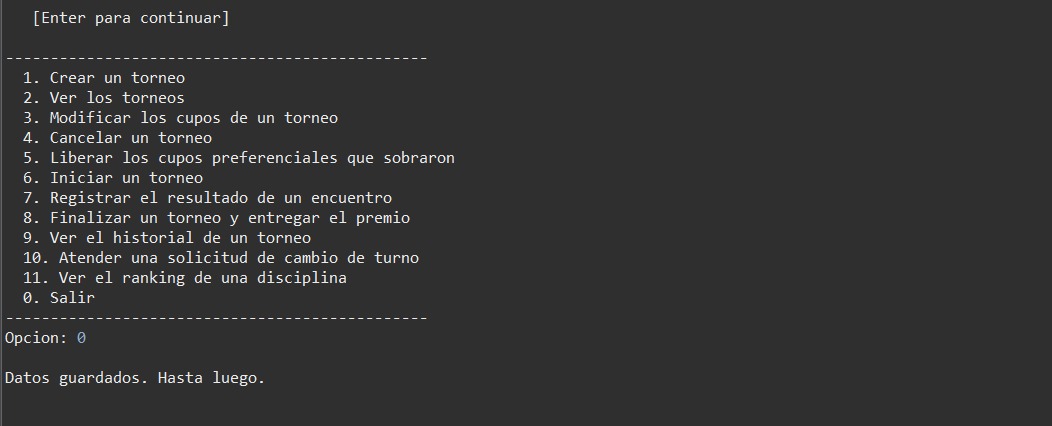 [Enter para continuar]
-----------------------------------------------
1. Crear un torneo
2. Ver los torneos
3. Modificar los cupos de un torneo
4. Cancelar un torneo
5. Liberar los cupos preferenciales que sobraron
6. Iniciar un torneo
7. Registrar el resultado de un encuentro
8. Finalizar un torneo y entregar el premio
9. Ver el historial de un torneo
10. Atender una solicitud de cambio de turno
11. Ver el ranking de una disciplina
0. Salir
-----------------------------------------------
Opcion: 0
Datos guardados. Hasta luego.